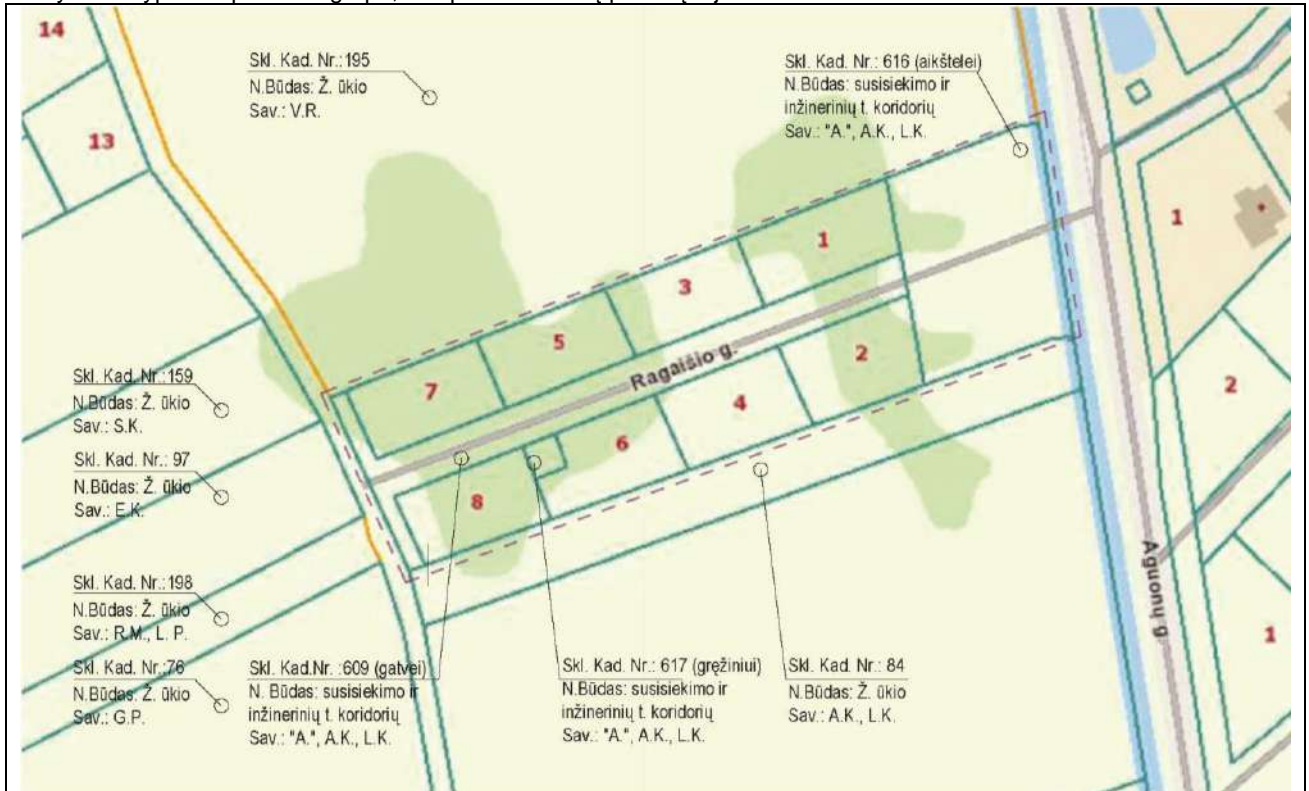 14
13
Skl. Kad. Nr.:195
N.Būdas: Ž. ūkio
Sav.: V.R.
Skl. Kad. Nr.: 616 (aikštelei)
N.Būdas: susisiekimo ir
inžinerinių t. koridorių
Sav.: "A.", A.K., L.K.
1
1
3
5
7
Ragaišio g.
2
4
6
8
2
Skl. Kad. Nr.:159
N.Būdas: Ž. ūkio
Sav.: S.K.
Skl. Kad. Nr.: 97
N.Būdas: Ž. ūkio
Sav.: E.K.
Skl. Kad. Nr.:198
N.Būdas: Ž. ūkio
Sav.: R.M., L. P.
Skl. Kad. Nr.:76
N.Būdas: Ž. ūkio
Sav.: G.P.
Skl. Kad.Nr. :609 (gatvei)
N. Būdas: susisiekimo ir
inžinerinių t. koridorių
Sav.: "A.", A.K., L.K.
Skl. Kad. Nr.: 617 (gręžiniui)
N.Būdas: susisiekimo ir
inžinerinių t. koridorių
Sav.: "A.", A.K., L.K.
Skl. Kad. Nr.: 84
N.Būdas: Ž. ūkio
Sav.: A.K., L.K.
Aguonų g.
1